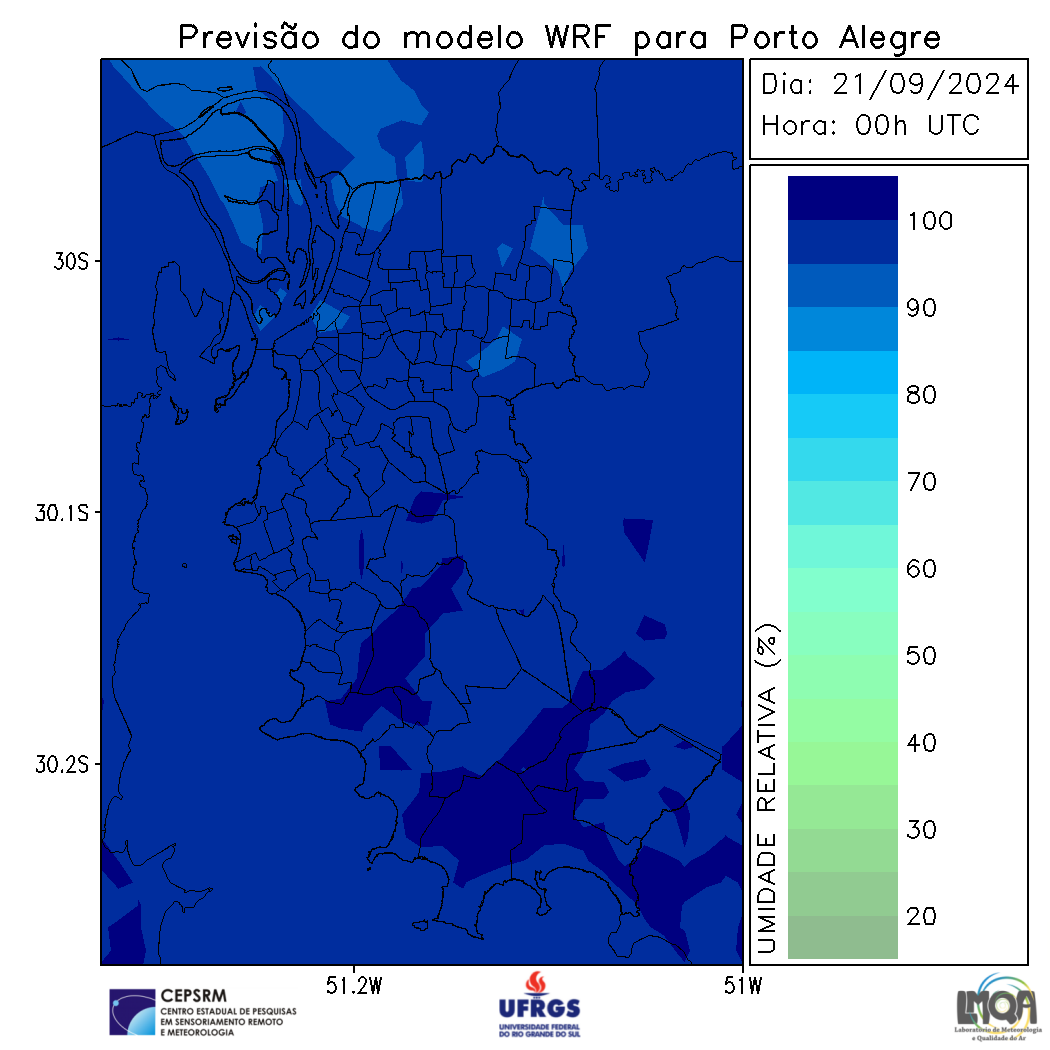 Previsão do modelo WRF para Porto Alegre
Dia: 21/09/2024
Hora: 00h UTC
30S
30.1S
30.2S
51.2W
51W
100
90
80
70
60
50
40
30
20
UMIDADE RELATIVA (%)
CEPSRM
CENTRO ESTADUAL DE PESQUISAS
EM SENSORIAMENTO REMOTO
E METEOROLOGIA
UFRGS
UNIVERSIDADE FEDERAL
DO RIO GRANDE DO SUL
LMQA
Laboratório de Meteorologia
e Qualidade do Ar